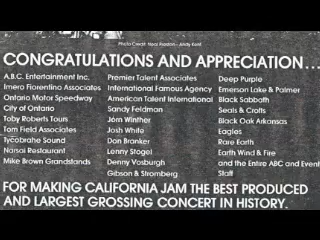 Photo Credit: Neal Preston - Andy Kent
CONGRATULATIONS AND APPRECIATION...
A.B.C. Entertainment Inc.
Imero Fiorentino Associates
Ontario Motor Speedway
City of Ontario
Toby Roberts Tours
Tom Field Associates
Tycobrahe Sound
Narsai Restaurant
Mike Brown Grandstands
Premier Talent Associates
International Famous Agency
American Talent International
Sandy Feldman
Jörn Winther
Josh White
Don Branker
Lenny Stogel
Denny Vosburgh
Gibson & Stromberg
Deep Purple
Emerson Lake & Palmer
Black Sabbath
Seals & Crofts
Black Oak Arkansas
Eagles
Rare Earth
Earth Wind & Fire
and the Entire ABC and Event
Staff
FOR MAKING CALIFORNIA JAM THE BEST PRODUCED
AND LARGEST GROSSING CONCERT IN HISTORY.